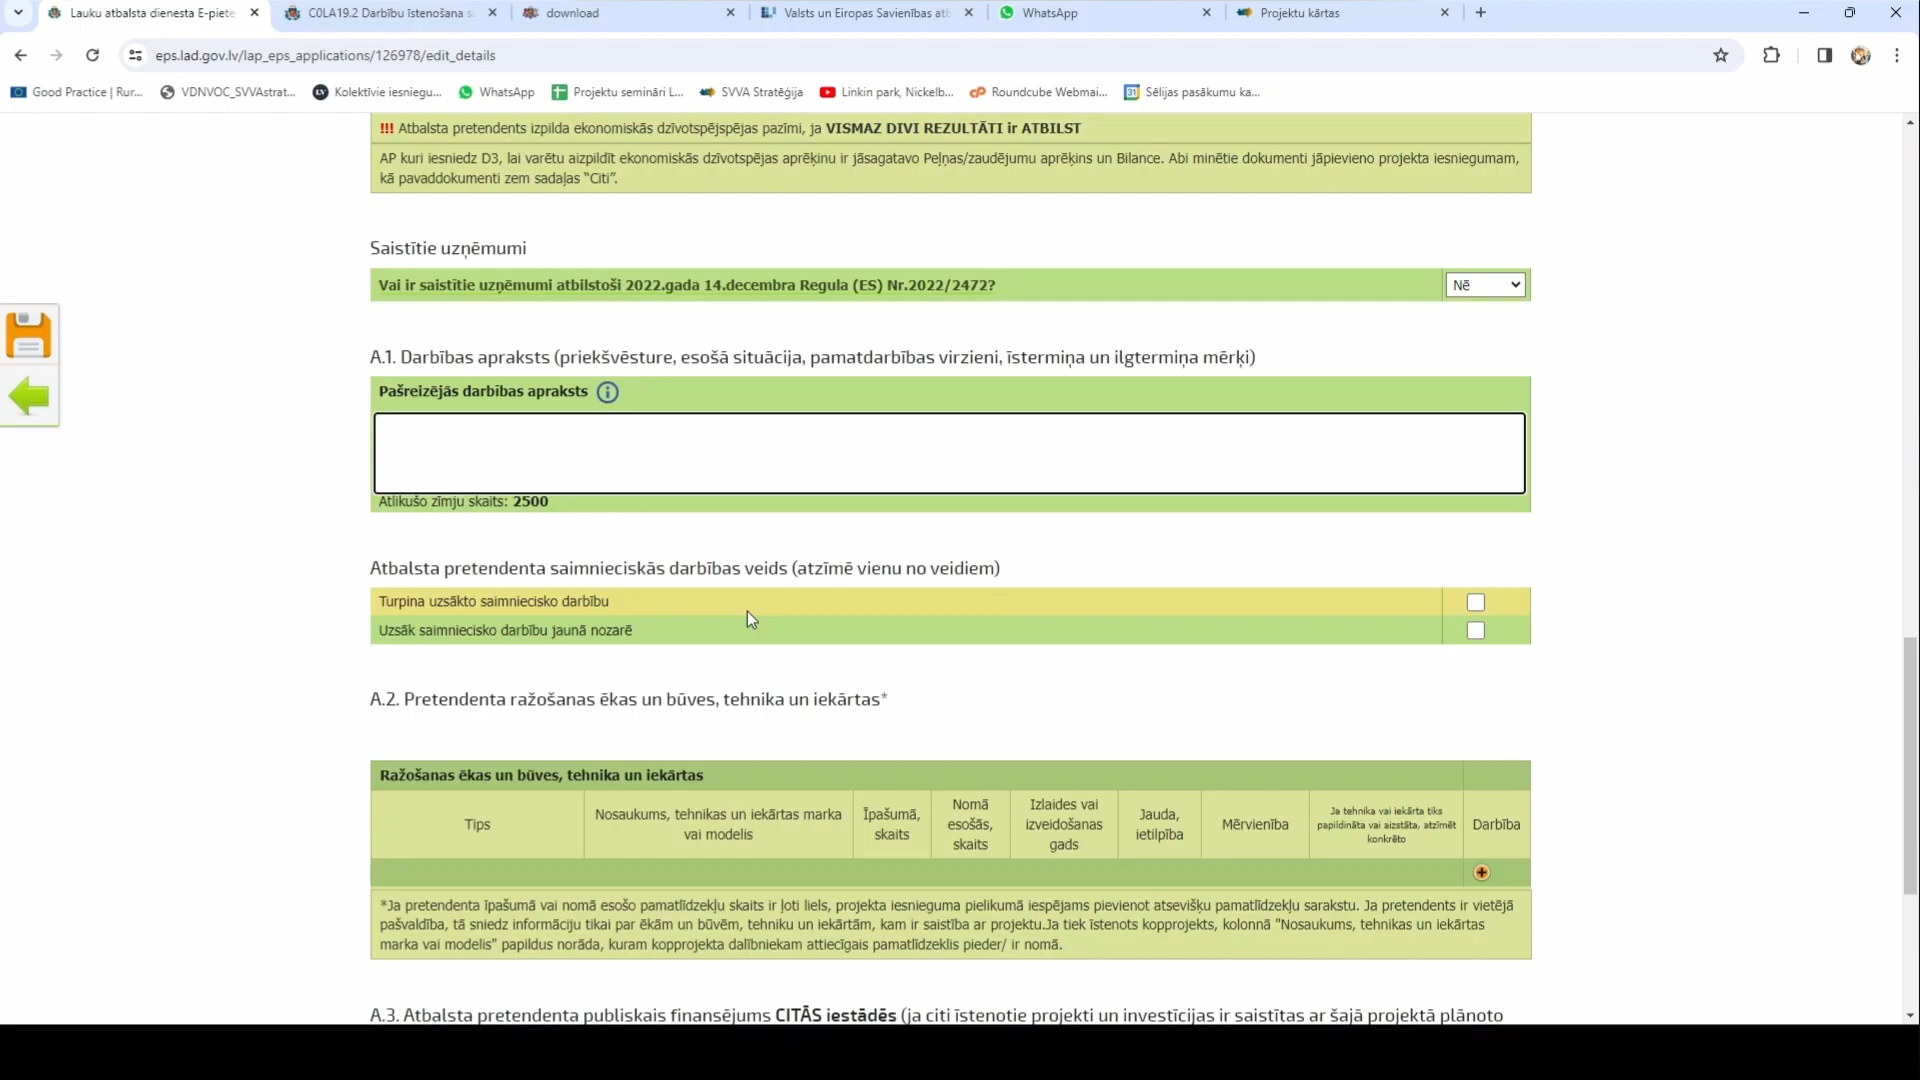 Lauku atbalsta dienesta E-piete
C0LA19.2 Darbību īstenošana s
download
Valsts un Eiropas Savienības atb
WhatsApp
Projektu kārtas
eps.lad.gov.lv/lap_eps_applications/126978/edit_details
Good Practice | Rur...
VDNVOC_SVVAstrat...
Kolektīvie iesniegu...
WhatsApp
Projektu semināri L...
SVVA Stratēģija
Linkin park, Nickelb...
Roundcube Webmai...
Sēlijas pasākumu ka...
!!! Atbalsta pretendents izpilda ekonomiskās dzīvotspējspējas pazīmi, ja VISMAZ DIVI REZULTĀTI ir ATBILST
AP kuri iesniedz D3, lai varētu aizpildīt ekonomiskās dzīvotspējas aprēķinu ir jāsagatavo Peļņas/zaudējumu aprēķins un Bilance. Abi minētie dokumenti jāpievieno projekta iesniegumam,
kā pavaddokumenti zem sadaļas “Citi”.
Saistītie uzņēmumi
Vai ir saistītie uzņēmumi atbilstoši 2022.gada 14.decembra Regula (ES) Nr.2022/2472?
Nē
A.1. Darbības apraksts (priekšvēsture, esošā situācija, pamatdarbības virzieni, īstermiņa un ilgtermiņa mērķi)
Pašreizējās darbības apraksts
Atlikušo zīmju skaits: 2500
Atbalsta pretendenta saimnieciskās darbības veids (atzīmē vienu no veidiem)
Turpina uzsākto saimniecisko darbību
Uzsāk saimniecisko darbību jaunā nozarē
A.2. Pretendenta ražošanas ēkas un būves, tehnika un iekārtas*
Ražošanas ēkas un būves, tehnika un iekārtas
Tips
Nosaukums, tehnikas un iekārtas marka
vai modelis
Īpašumā,
skaits
Nomā
esošās,
skaits
Izlaides vai
izveidošanas
gads
Jauda,
ietilpība
Mērvienība
Ja tehnika vai iekārta tiks
papildināta vai aizstāta, atzīmēt
konkrēto
Darbība
*Ja pretendenta īpašumā vai nomā esošo pamatlīdzekļu skaits ir ļoti liels, projekta iesnieguma pielikumā iespējams pievienot atsevišķu pamatlīdzekļu sarakstu. Ja pretendents ir vietējā
pašvaldība, tā sniedz informāciju tikai par ēkām un būvēm, tehniku un iekārtām, kam ir saistība ar projektu.Ja tiek īstenots kopprojekts, kolonnā "Nosaukums, tehnikas un iekārtas
marka vai modelis" papildus norāda, kuram kopprojekta dalībniekam attiecīgais pamatlīdzeklis pieder/ ir nomā.
A.3. Atbalsta pretendenta publiskais finansējums CITĀS iestādēs (ja citi īstenotie projekti un investīcijas ir saistītas ar šajā projektā plānoto